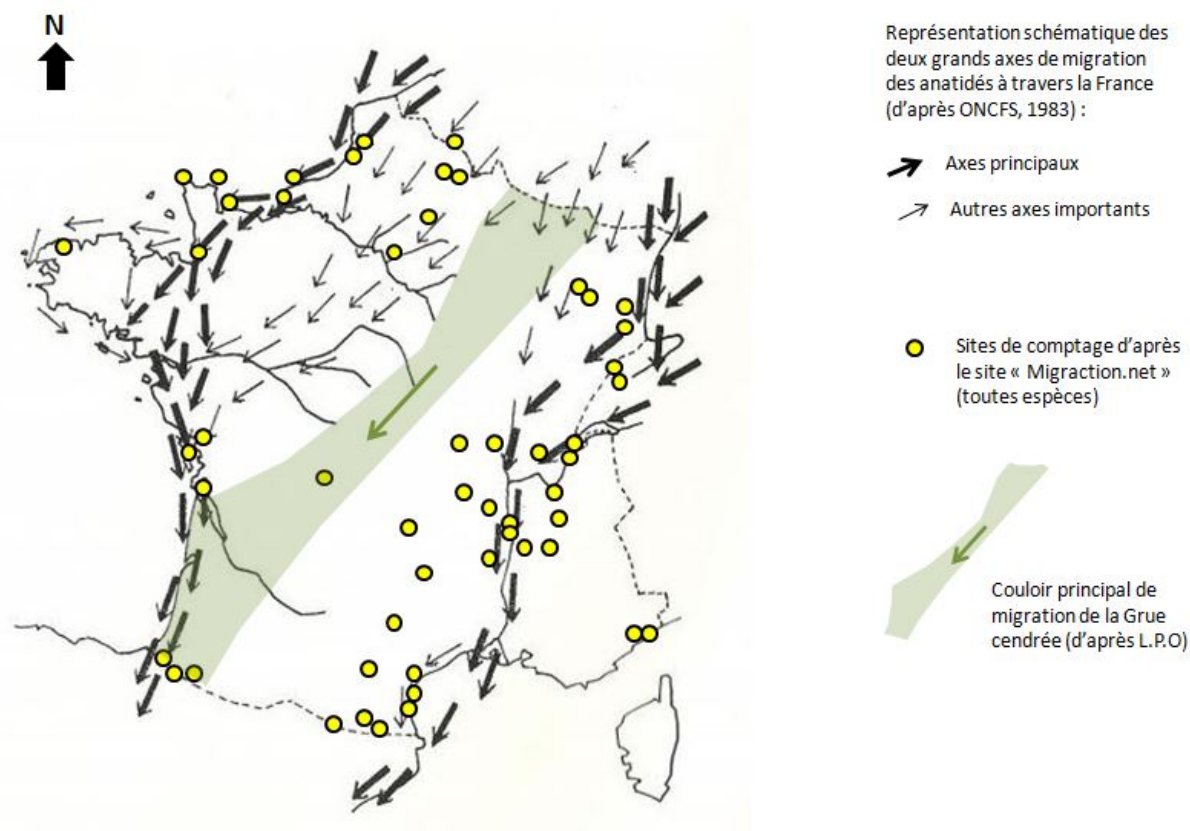 N
Représentation schématique des
deux grands axes de migration
des anatidés à travers la France
(d'après ONCFS, 1983) :
Axes principaux
Autres axes importants
Sites de comptage d'après
le site « Migraction.net »
(toutes espèces)
Couloir principal de
migration de la Grue
cendrée (d'après L.P.O)